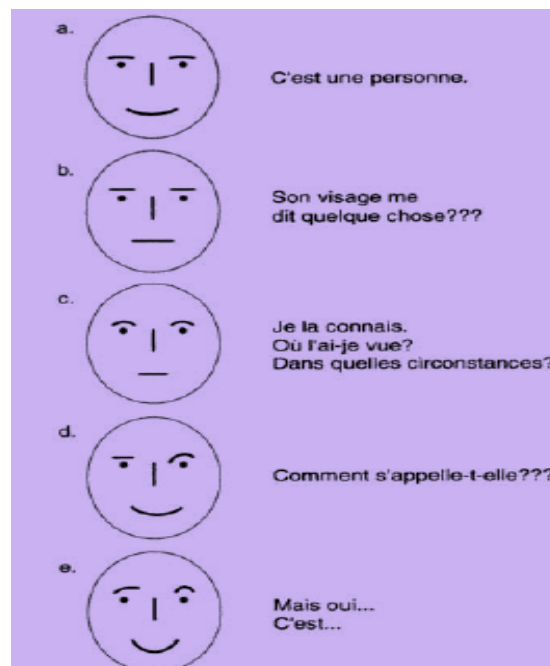 a.
C'est une personne.
b.
Son visage me
dit quelque chose???
c.
Je la connais.
Où l'ai-je vue?
Dans quelles circonstances?
d.
Comment s'appelle-t-elle???
e.
Mais oui...
C'est...